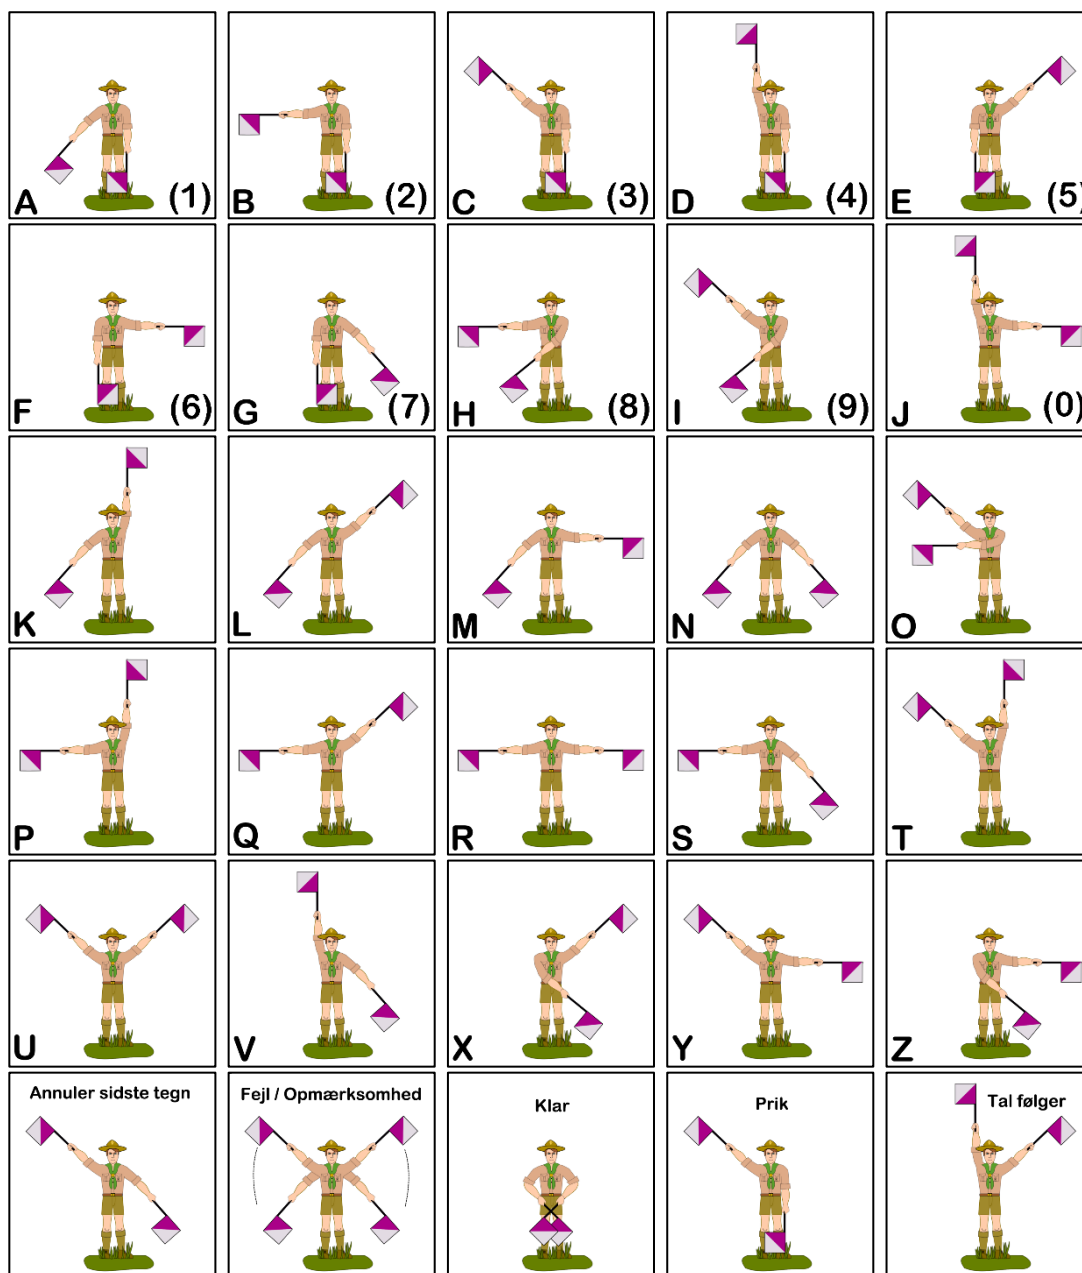 A (1) B (2) C (3) D (4) E (5)
F (6) G (7) H (8) I (9) J (0)
K L M N O
P Q R S T
U V X Y Z
Annuler sidste tegn Fejl / Opmærksomhed Klar Prik Tal følger